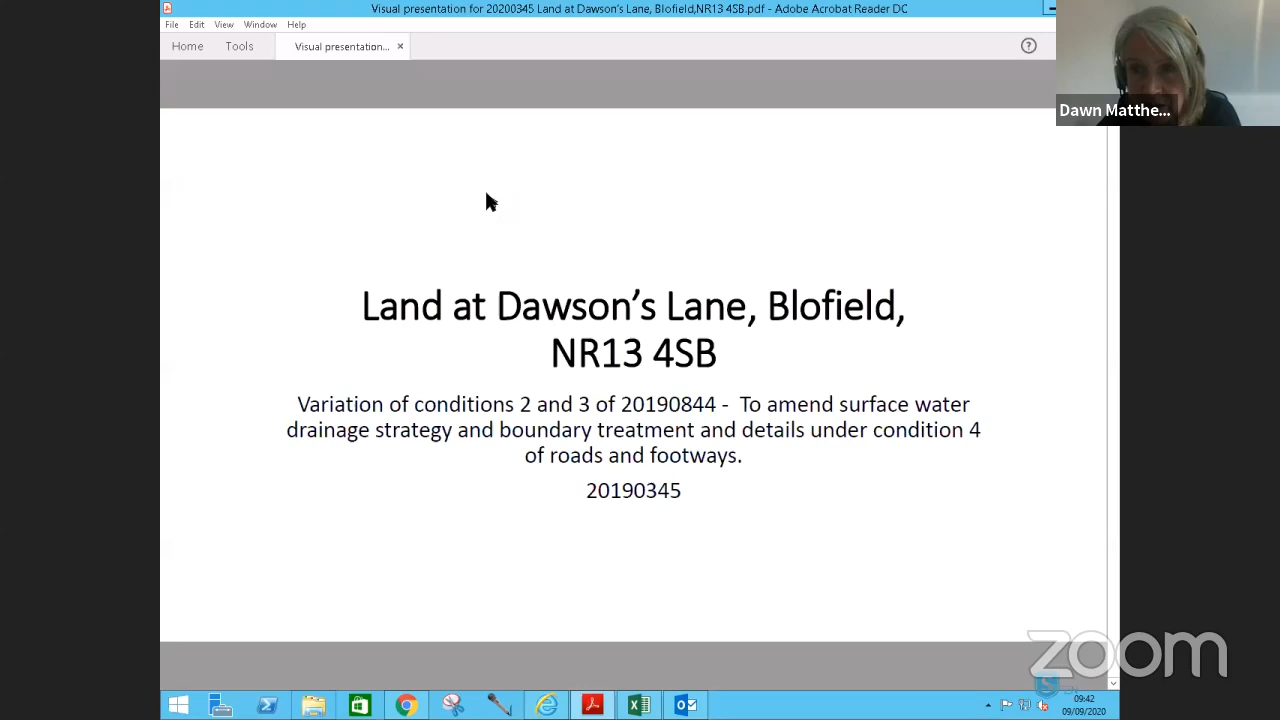 Visual presentation for 20200345 Land at Dawson's Lane, Blofield,NR13 4SB.pdf - Adobe Acrobat Reader DC
File Edit View Window Help
Home Tools Visual presentation... ×
?
Dawn Matthe...
Land at Dawson's Lane, Blofield,
NR13 4SB
Variation of conditions 2 and 3 of 20190844 - To amend surface water
drainage strategy and boundary treatment and details under condition 4
of roads and footways.
20190345
zoom
09:42
09/09/2020